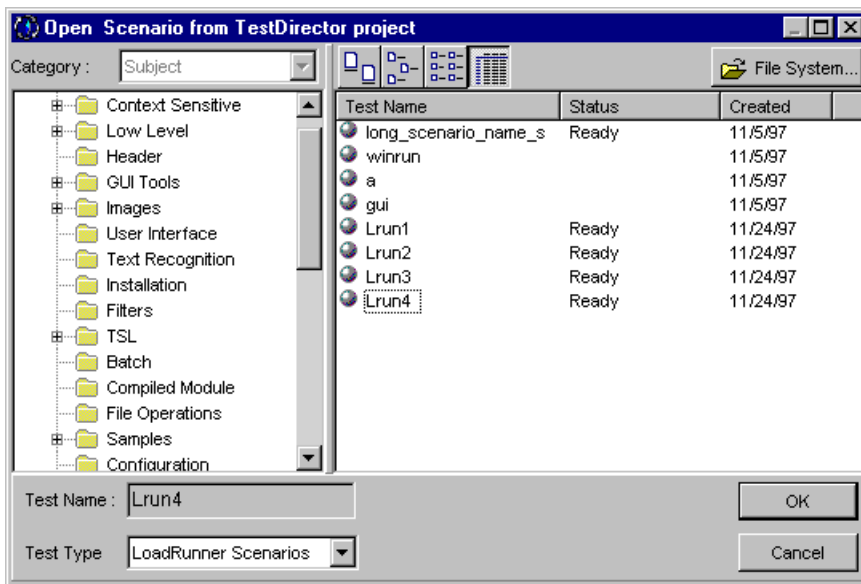 Open Scenario from TestDirector project
Category : Subject
File System...
Context Sensitive
Low Level
Header
GUI Tools
Images
User Interface
Text Recognition
Installation
Filters
TSL
Batch
Compiled Module
File Operations
Samples
Configuration
Test Name Status Created
long_scenario_name_s Ready 11/5/97
winrun 11/5/97
a 11/5/97
gui 11/5/97
Lrun1 Ready 11/24/97
Lrun2 Ready 11/24/97
Lrun3 Ready 11/24/97
Lrun4 Ready 11/24/97
Test Name : Lrun4
OK
Test Type LoadRunner Scenarios
Cancel